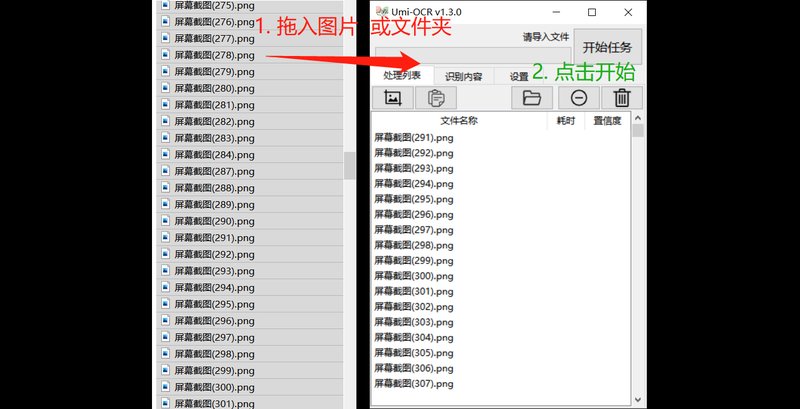 屏幕截图(275).png
屏幕截图(276).png
屏幕截图(277).png
屏幕截图(278).png
屏幕截图(279).png
屏幕截图(280).png
屏幕截图(281).png
屏幕截图(282).png
屏幕截图(283).png
屏幕截图(284).png
屏幕截图(287).png
屏幕截图(288).png
屏幕截图(289).png
屏幕截图(290).png
屏幕截图(291).png
屏幕截图(292).png
屏幕截图(293).png
屏幕截图(294).png
屏幕截图(295).png
屏幕截图(296).png
屏幕截图(297).png
屏幕截图(298).png
屏幕截图(299).png
屏幕截图(300).png
屏幕截图(301).png
1. 拖入图片 或文件夹
Umi-OCR v1.3.0
请导入文件
开始任务
2. 点击开始
处理列表 识别内容 设置
文件名称 耗时 置信度
屏幕截图(291).png
屏幕截图(292).png
屏幕截图(293).png
屏幕截图(294).png
屏幕截图(295).png
屏幕截图(296).png
屏幕截图(297).png
屏幕截图(298).png
屏幕截图(299).png
屏幕截图(300).png
屏幕截图(301).png
屏幕截图(302).png
屏幕截图(303).png
屏幕截图(304).png
屏幕截图(305).png
屏幕截图(306).png
屏幕截图(307).png